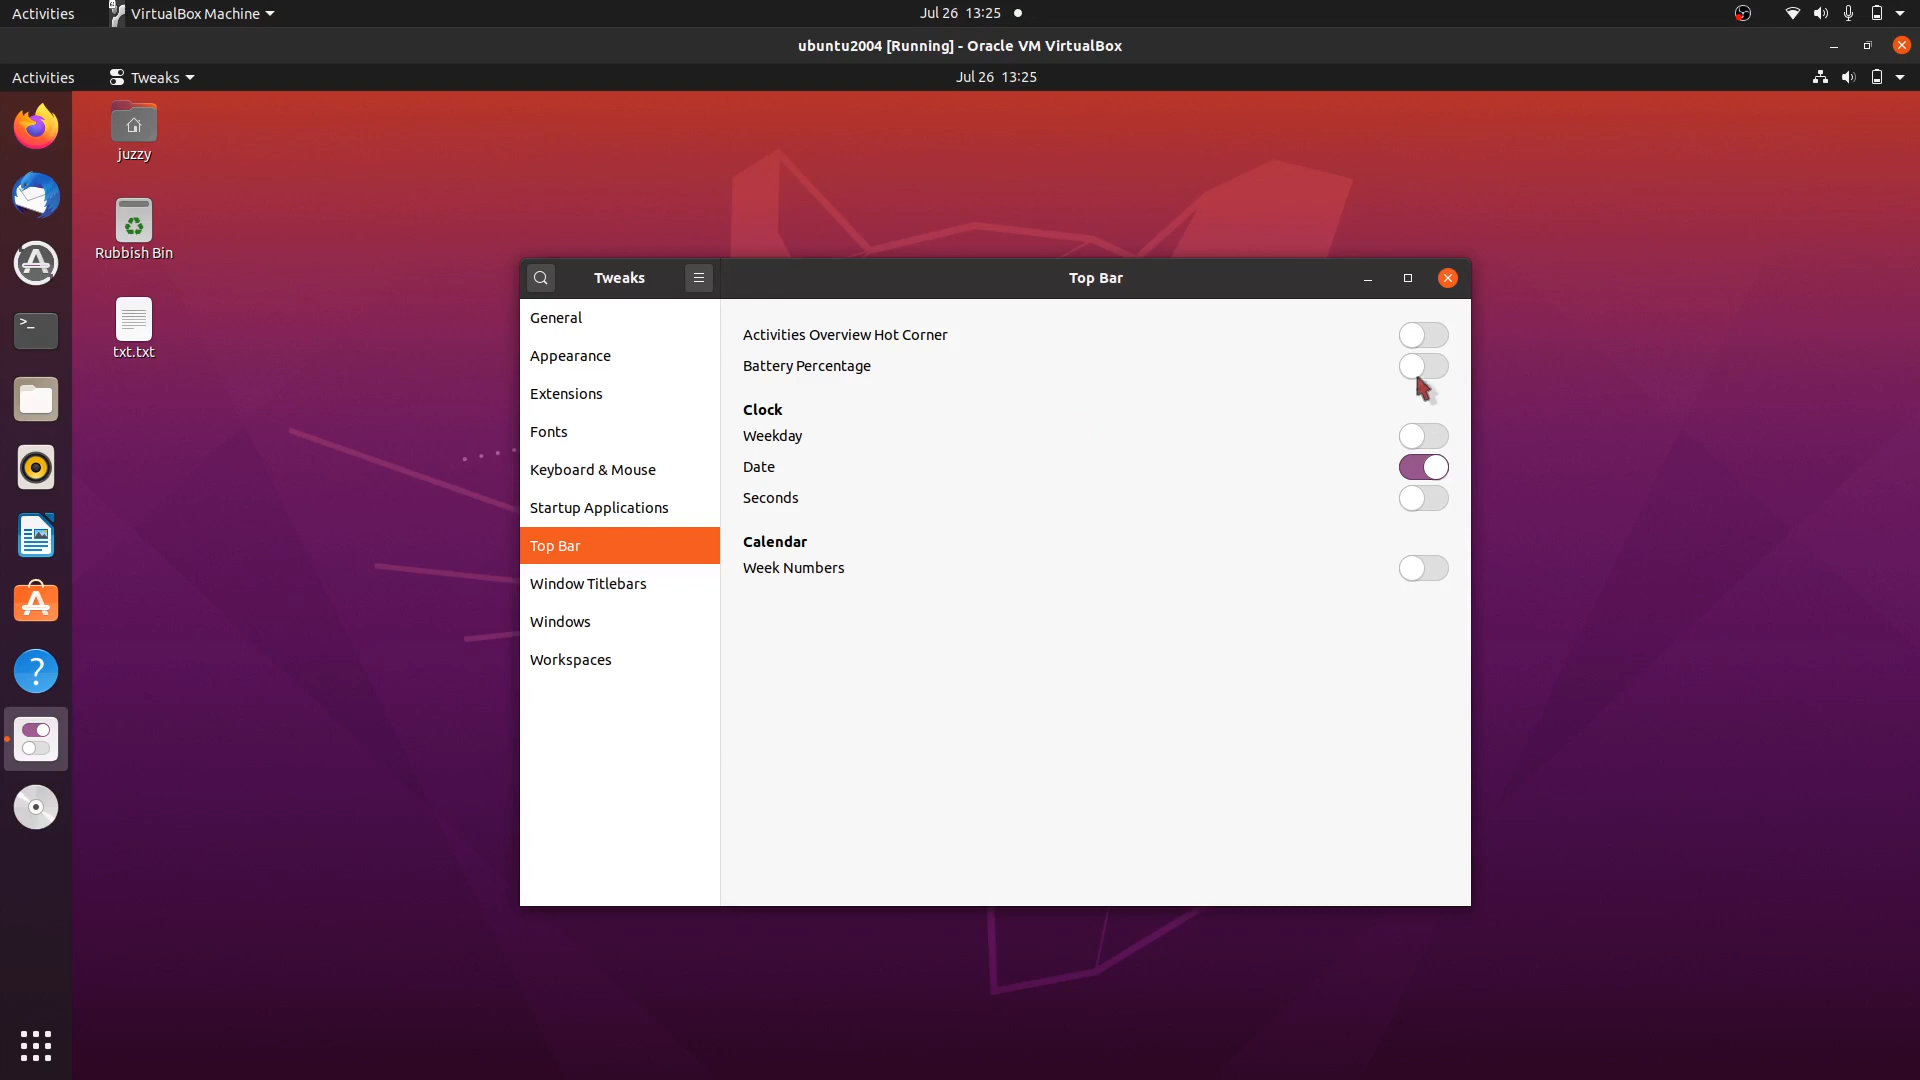 Activities VirtualBox Machine Jul 26 13:25
ubuntu2004 [Running] - Oracle VM VirtualBox
Activities Tweaks Jul 26 13:25
juzzy
Rubbish Bin
txt.txt
>_
?
Tweaks Top Bar
General
Appearance
Extensions
Fonts
Keyboard & Mouse
Startup Applications
Top Bar
Window Titlebars
Windows
Workspaces
Activities Overview Hot Corner
Battery Percentage
Clock
Weekday
Date
Seconds
Calendar
Week Numbers